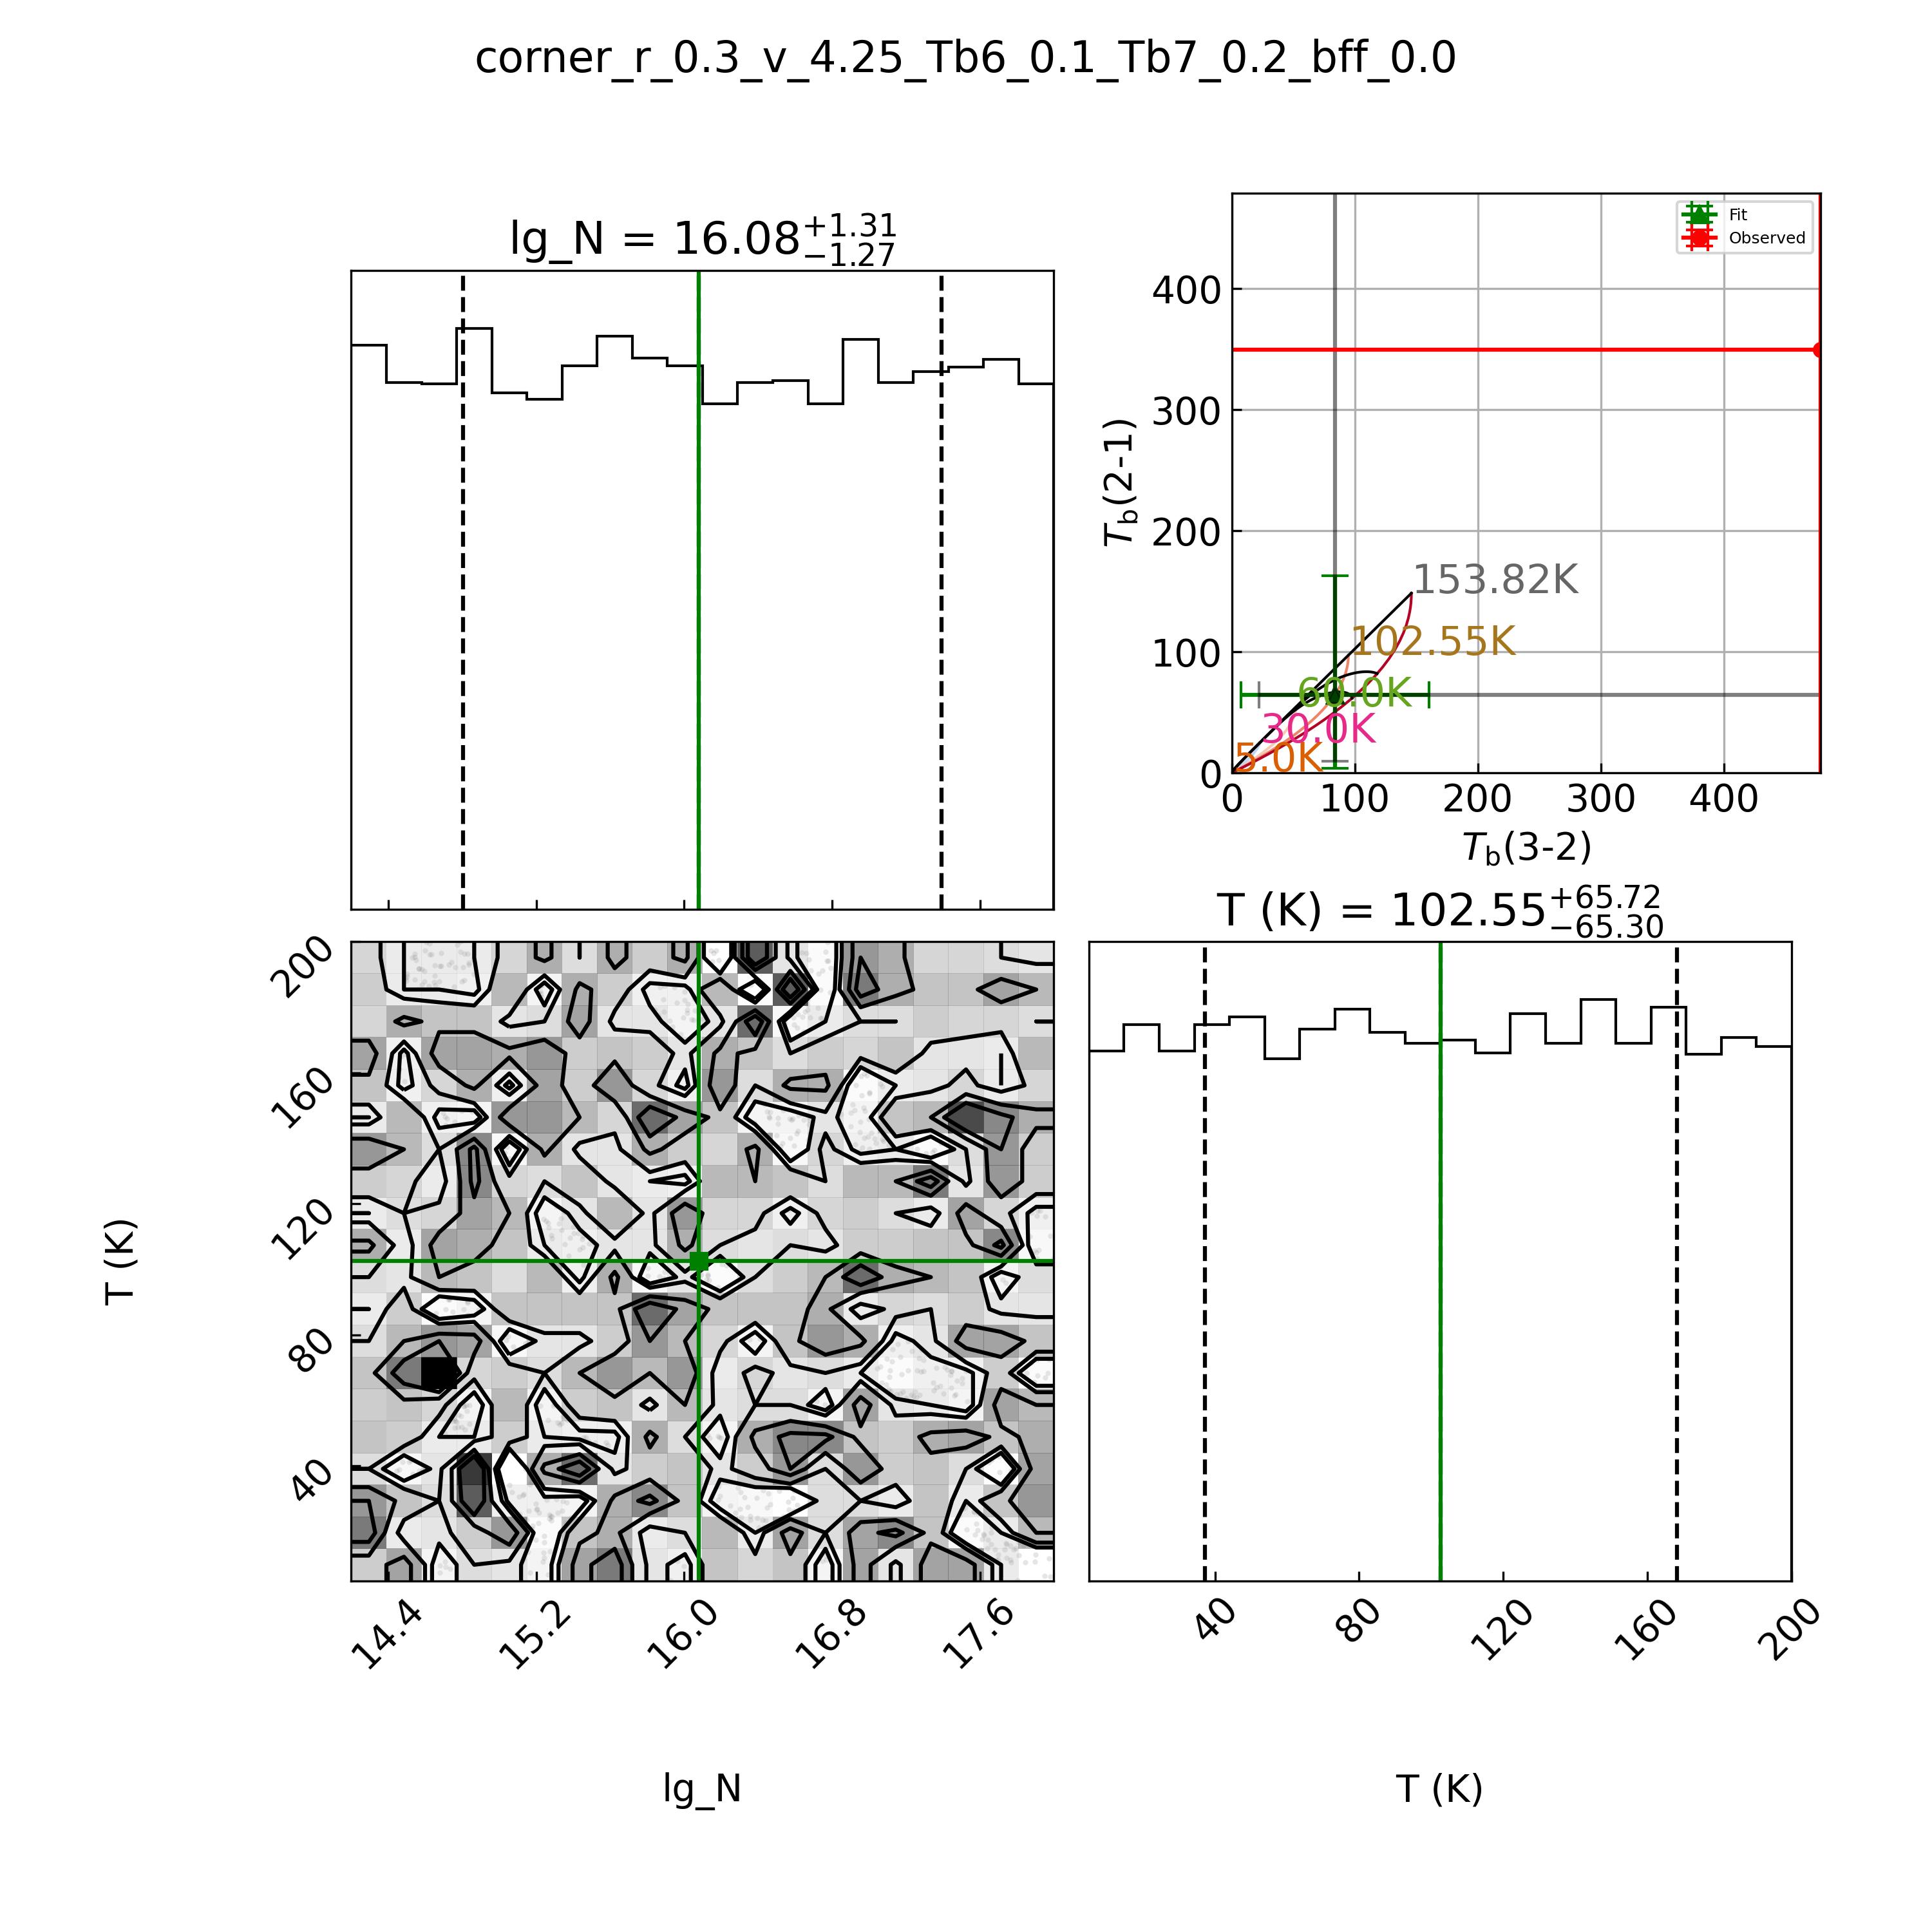 corner_r_0.3_v_4.25_Tb6_0.1_Tb7_0.2_bff_0.0
lg_N = 16.08+1.31−1.27
Fit
Observed
400
300
200
100
0
Tb(2-1)
153.82K
102.55K
60.0K
30.0K
5.0K
0 100 200 300 400
Tb(3-2)
T (K) = 102.55+65.72−65.30
200
160
120
80
40
T (K)
14.4 15.2 16.0 16.8 17.6
lg_N
40 80 120 160 200
T (K)